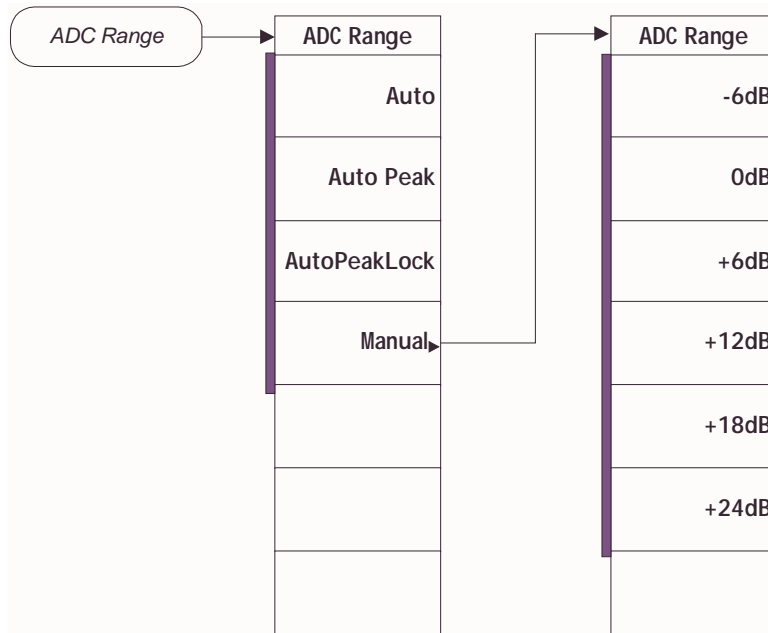 ADC Range
ADC Range
Auto
Auto Peak
AutoPeakLock
Manual
ADC Range
-6dB
0dB
+6dB
+12dB
+18dB
+24dB